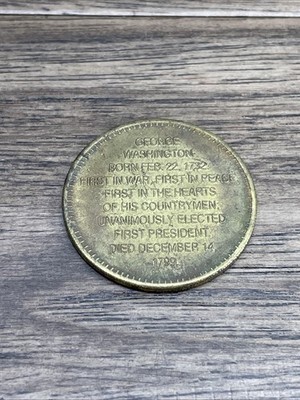 GEORGE
WASHINGTON
BORN FEB. 22, 1732
FIRST IN WAR, FIRST IN PEACE
FIRST IN THE HEARTS
OF HIS COUNTRYMEN.
UNANIMOUSLY ELECTED
FIRST PRESIDENT.
DIED DECEMBER 14,
1799